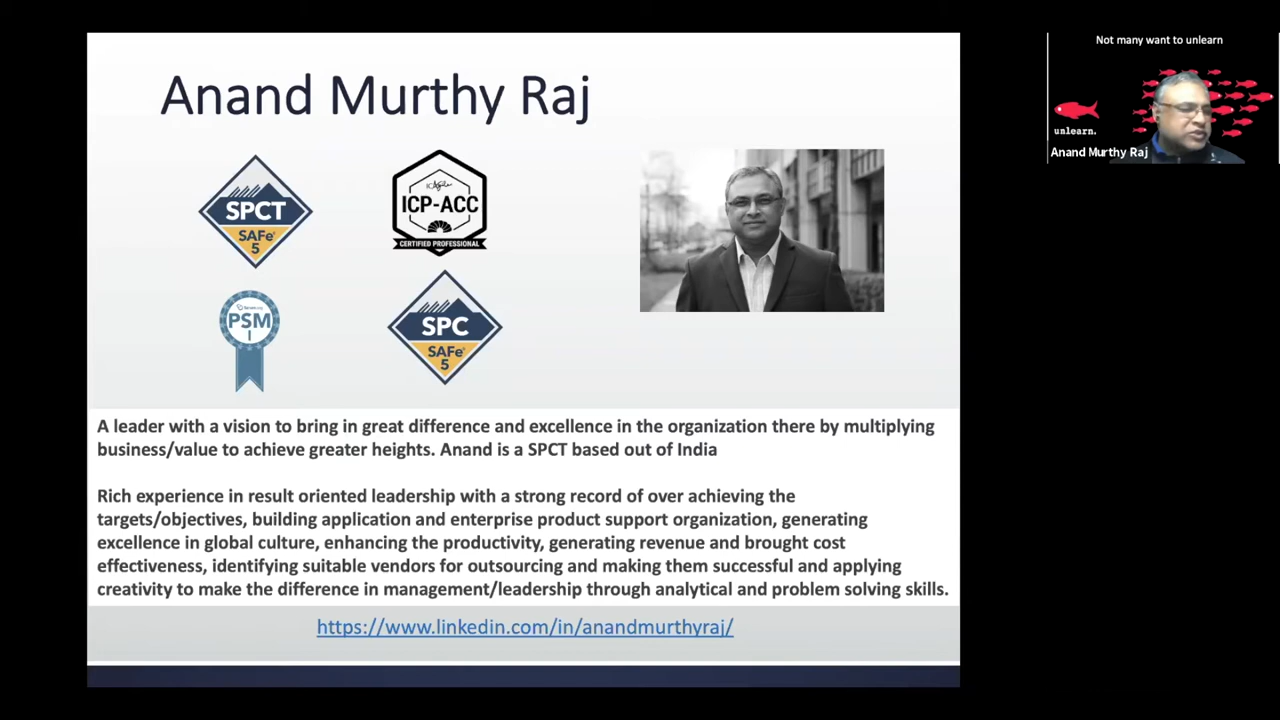 Anand Murthy Raj
SPCT
SAFe®
5
ICAgile
ICP-ACC
CERTIFIED PROFESSIONAL
Scrum.org
PSM
I
SPC
SAFe®
5
A leader with a vision to bring in great difference and excellence in the organization there by multiplying
business/value to achieve greater heights. Anand is a SPCT based out of India
Rich experience in result oriented leadership with a strong record of over achieving the
targets/objectives, building application and enterprise product support organization, generating
excellence in global culture, enhancing the productivity, generating revenue and brought cost
effectiveness, identifying suitable vendors for outsourcing and making them successful and applying
creativity to make the difference in management/leadership through analytical and problem solving skills.
https://www.linkedin.com/in/anandmurthyraj/
Not many want to unlearn
unlearn.
Anand Murthy Raj